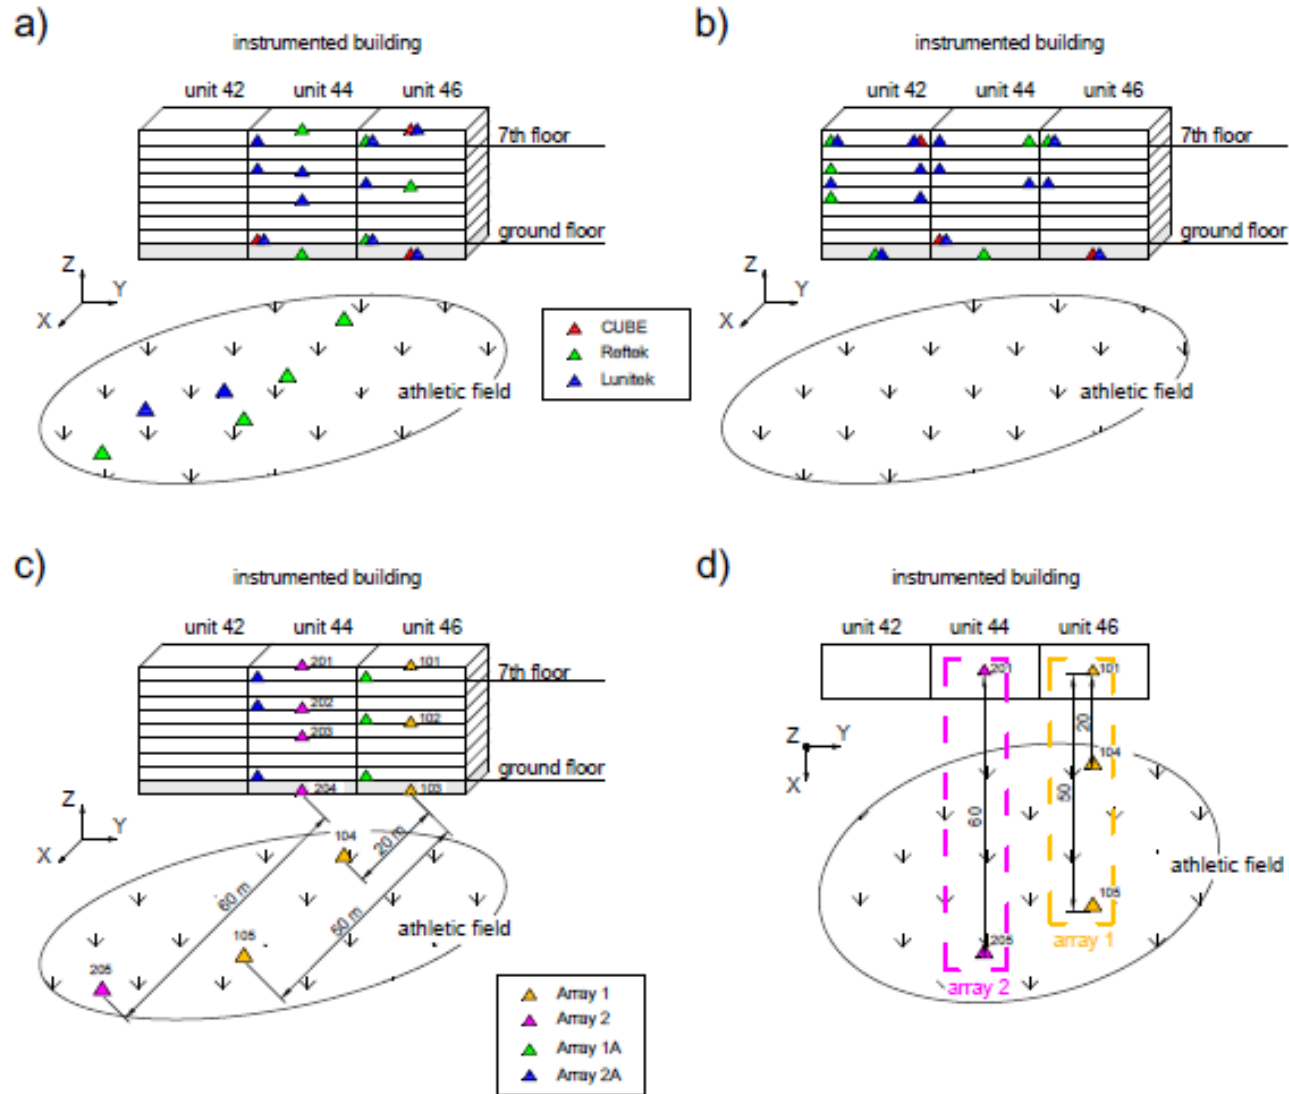 a)
instrumented building
unit 42 unit 44 unit 46
7th floor
ground floor
Z
Y
X
athletic field
CUBE
Reftek
Lunitek
b)
instrumented building
unit 42 unit 44 unit 46
7th floor
ground floor
Z
Y
X
athletic field
c)
instrumented building
unit 42 unit 44 unit 46
201 101
7th floor
202 102
203
ground floor
204 103
Z
Y
X
104
20 m
60 m
50 m
105
athletic field
205
Array 1
Array 2
Array 1A
Array 2A
d)
instrumented building
unit 42 unit 44 unit 46
201 101
20
Z
Y
X
104
50
60
athletic field
105
205
array 1
array 2